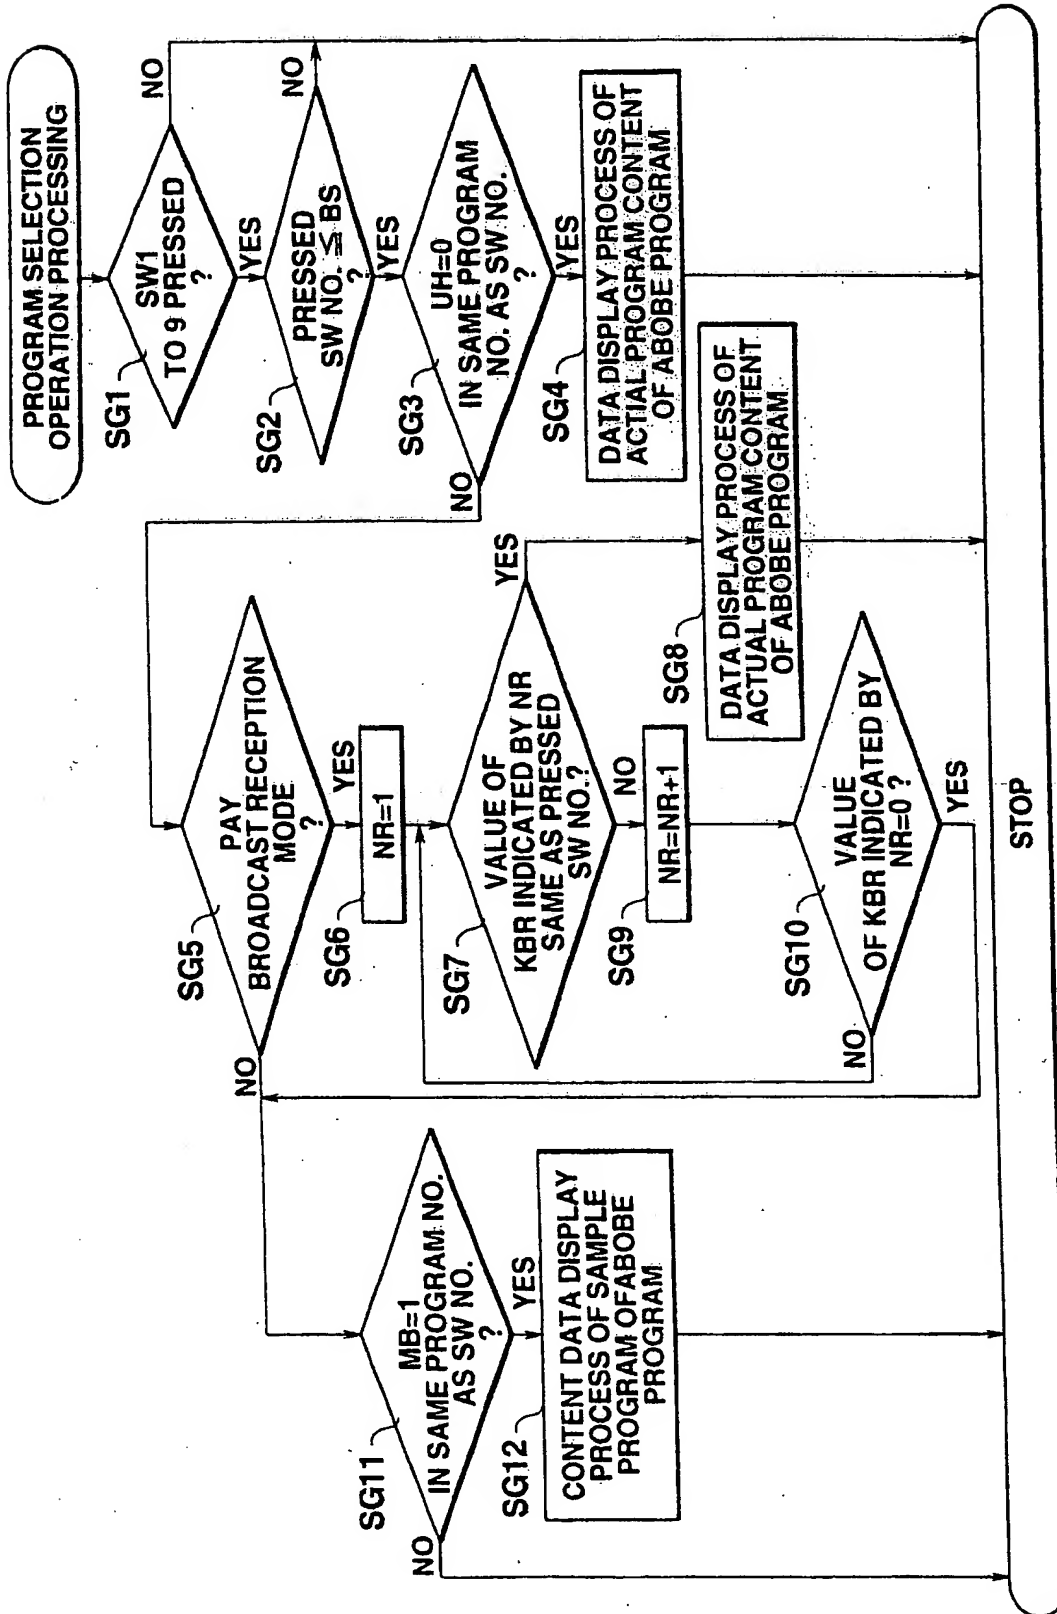 PROGRAM SELECTION
OPERATION PROCESSING
SG1
SW1
TO 9 PRESSED
?
NO
YES
SG2
PRESSED
SW NO. ≦ BS
?
NO
YES
SG3
UH=0
IN SAME PROGRAM
NO. AS SW NO.
?
NO
YES
SG4
DATA DISPLAY PROCESS OF
ACTIAL PROGRAM CONTENT
OF ABOBE PROGRAM
SG5
PAY
BROADCAST RECEPTION
MODE
?
NO
YES
SG6
NR=1
SG7
VALUE OF
KBR INDICATED BY NR
SAME AS PRESSED
SW NO.?
YES
NO
SG8
DATA DISPLAY PROCESS OF
ACTUAL PROGRAM CONTENT
OF ABOBE PROGRAM
SG9
NR=NR+1
SG10
VALUE
OF KBR INDICATED BY
NR=0 ?
NO
YES
SG11
MB=1
IN SAME PROGRAM NO.
AS SW NO.
?
NO
YES
SG12
CONTENT DATA DISPLAY
PROCESS OF SAMPLE
PROGRAM OFABOBE
PROGRAM
STOP